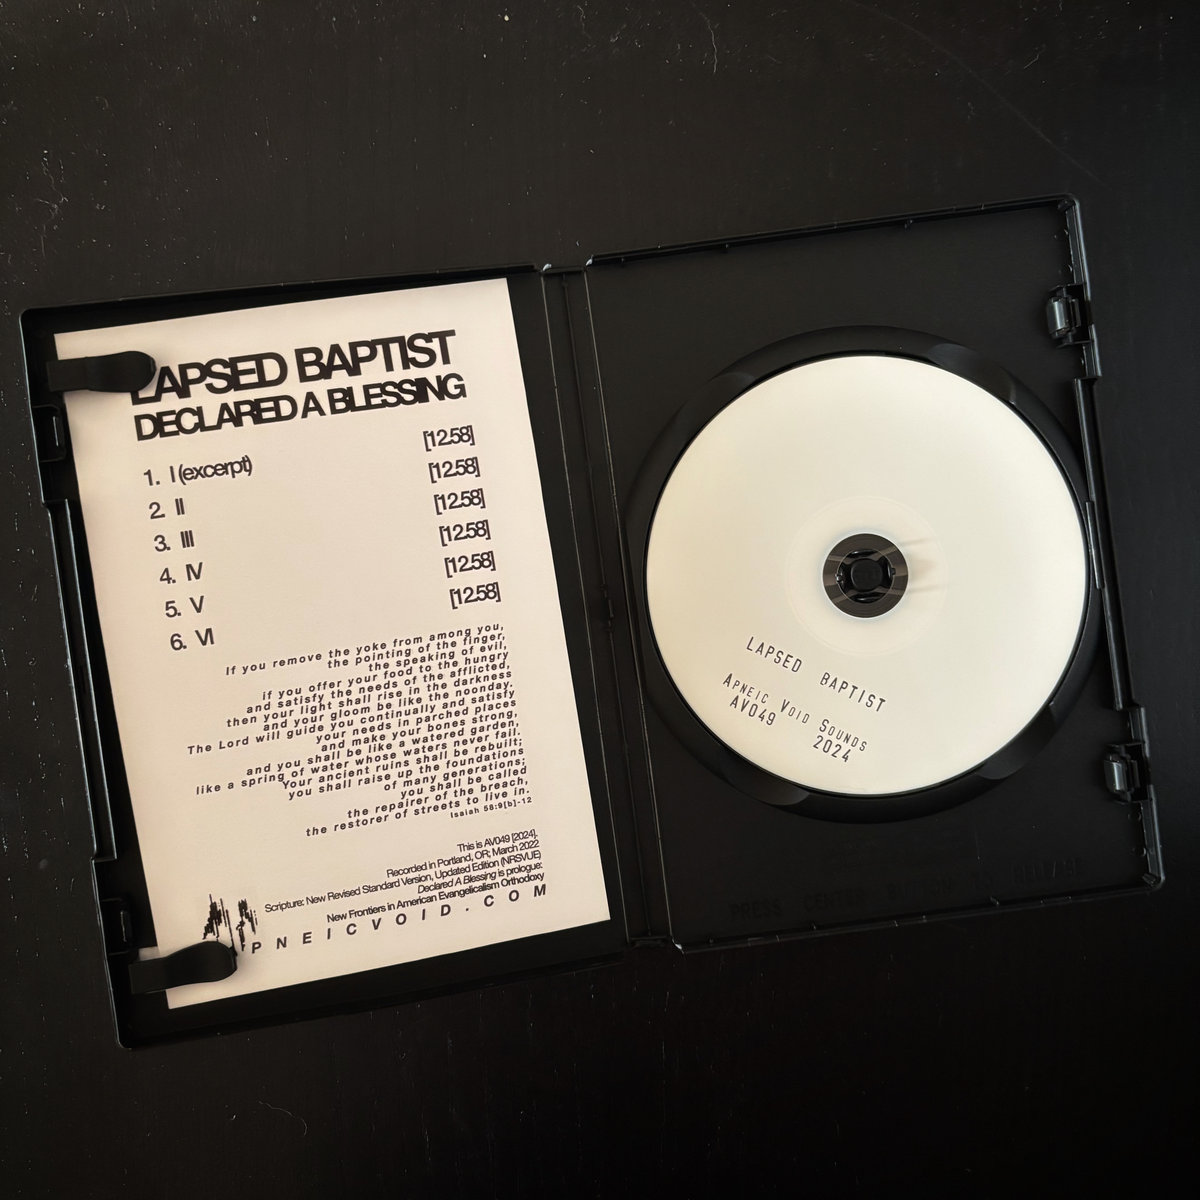 LAPSED BAPTIST
DECLARED A BLESSING
1. I (excerpt) [12.58]
2. II [12.58]
3. III [12.58]
4. IV [12.58]
5. V [12.58]
6. VI [12.58]
If you remove the yoke from among you,
the pointing of the finger,
the speaking of evil,
if you offer your food to the hungry
and satisfy the needs of the afflicted,
then your light shall rise in the darkness
and your gloom be like the noonday.
The Lord will guide you continually and satisfy
your needs in parched places
and make your bones strong,
and you shall be like a watered garden,
like a spring of water whose waters never fail.
Your ancient ruins shall be rebuilt;
you shall raise up the foundations
of many generations;
you shall be called
the repairer of the breach,
the restorer of streets to live in.
Isaiah 58:9[b]-12
This is AV049 [2024].
Recorded in Portland, OR; March 2022
Scripture: New Revised Standard Version, Updated Edition (NRSVUE)
Declared A Blessing is prologue:
New Frontiers in American Evangelicalism Orthodoxy
PNEICVOID.COM
LAPSED BAPTIST
Apneic Void Sounds
AV049 2024
PRESS